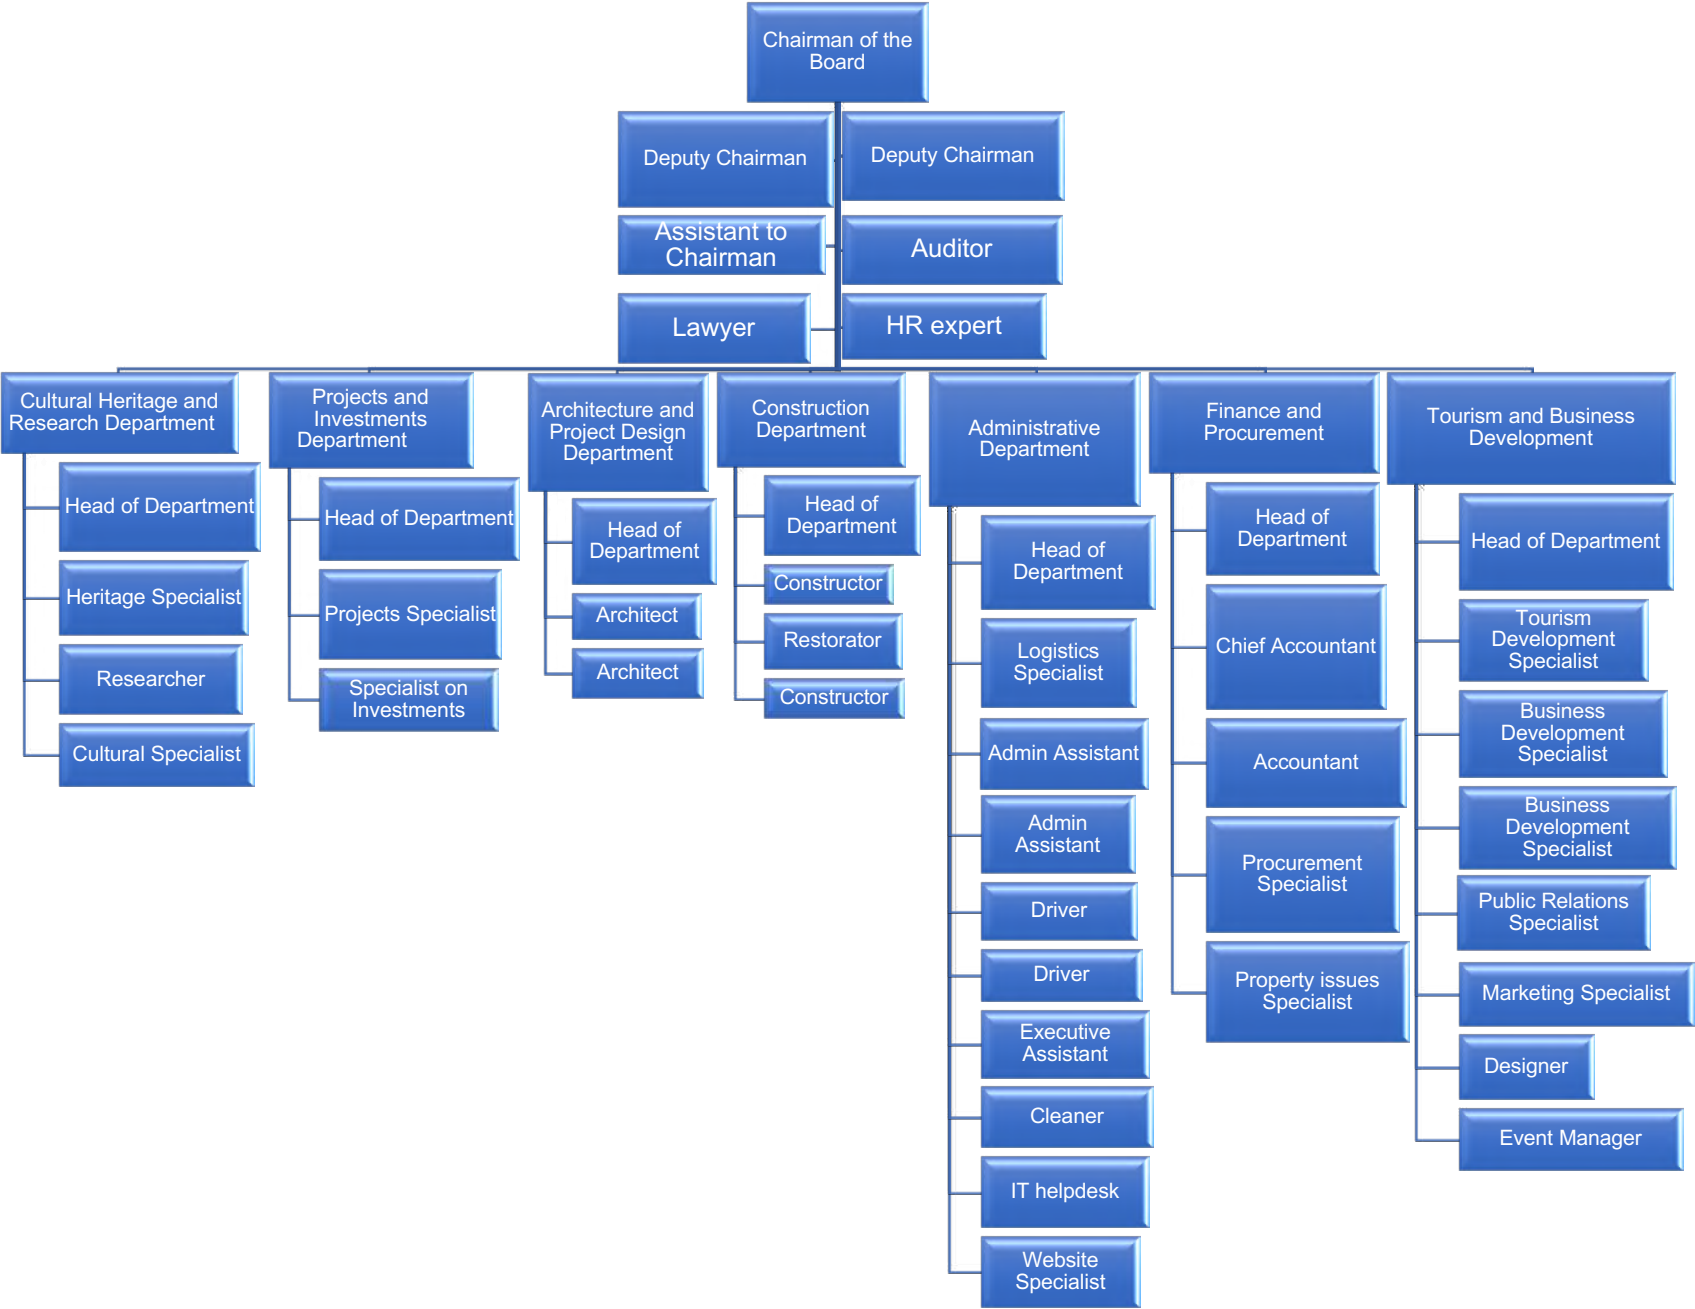 Chairman of the
Board
Deputy Chairman
Deputy Chairman
Assistant to
Chairman
Auditor
Lawyer
HR expert
Cultural Heritage and
Research Department
Head of Department
Heritage Specialist
Researcher
Cultural Specialist
Projects and
Investments
Department
Head of Department
Projects Specialist
Specialist on
Investments
Architecture and
Project Design
Department
Head of
Department
Architect
Architect
Construction
Department
Head of
Department
Constructor
Restorator
Constructor
Administrative
Department
Head of
Department
Logistics
Specialist
Admin Assistant
Admin
Assistant
Driver
Driver
Executive
Assistant
Cleaner
IT helpdesk
Website
Specialist
Finance and
Procurement
Head of
Department
Chief Accountant
Accountant
Procurement
Specialist
Property issues
Specialist
Tourism and Business
Development
Head of Department
Tourism
Development
Specialist
Business
Development
Specialist
Business
Development
Specialist
Public Relations
Specialist
Marketing Specialist
Designer
Event Manager